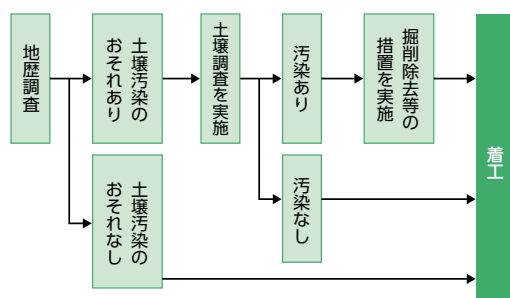 地歴調査
土壌汚染の
おそれあり
土壌調査を実施
汚染あり
掘削除去等の
措置を実施
土壌汚染の
おそれなし
汚染なし
着工